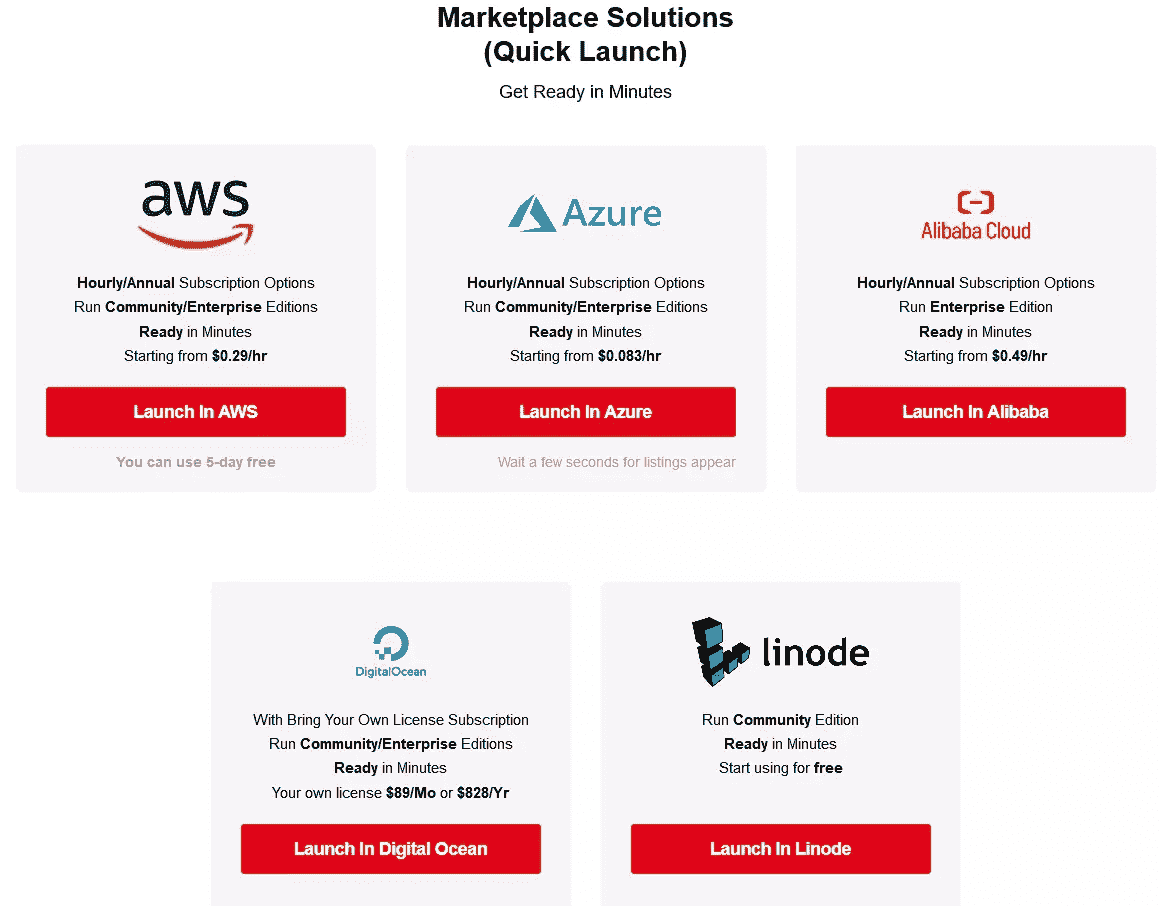 Marketplace Solutions
(Quick Launch)
Get Ready in Minutes
aws
Hourly/Annual Subscription Options
Run Community/Enterprise Editions
Ready in Minutes
Starting from $0.29/hr
Launch In AWS
You can use 5-day free
Azure
Hourly/Annual Subscription Options
Run Community/Enterprise Editions
Ready in Minutes
Starting from $0.083/hr
Launch In Azure
Wait a few seconds for listings appear
Alibaba Cloud
Hourly/Annual Subscription Options
Run Enterprise Edition
Ready in Minutes
Starting from $0.49/hr
Launch In Alibaba
DigitalOcean
With Bring Your Own License Subscription
Run Community/Enterprise Editions
Ready in Minutes
Your own license $89/Mo or $828/Yr
Launch In Digital Ocean
linode
Run Community Edition
Ready in Minutes
Start using for free
Launch In Linode